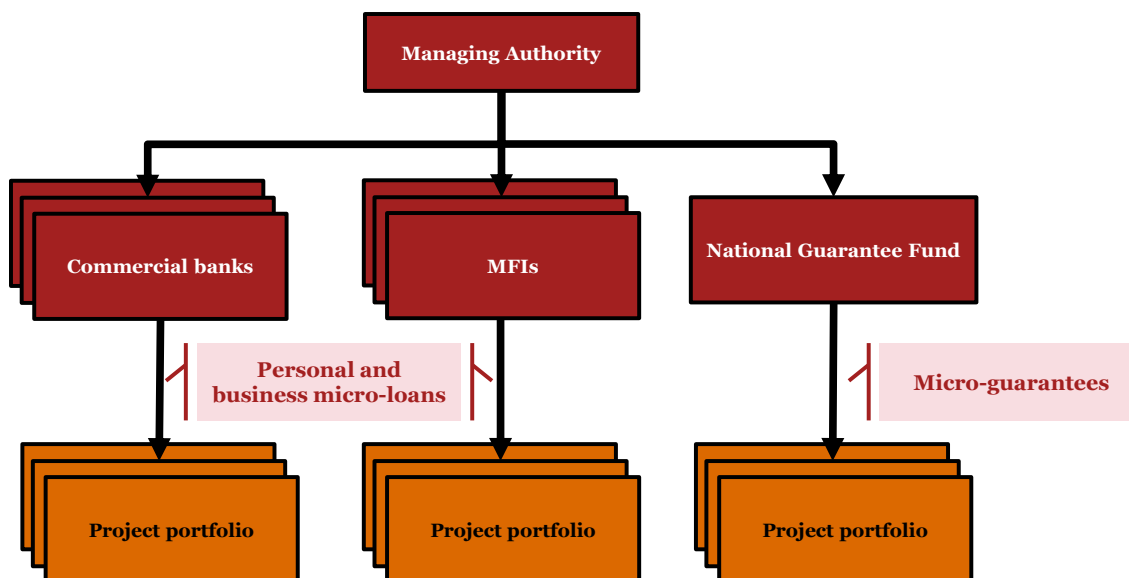 Managing Authority
Commercial banks
MFIs
National Guarantee Fund
Personal and
business micro-loans
Micro-guarantees
Project portfolio
Project portfolio
Project portfolio